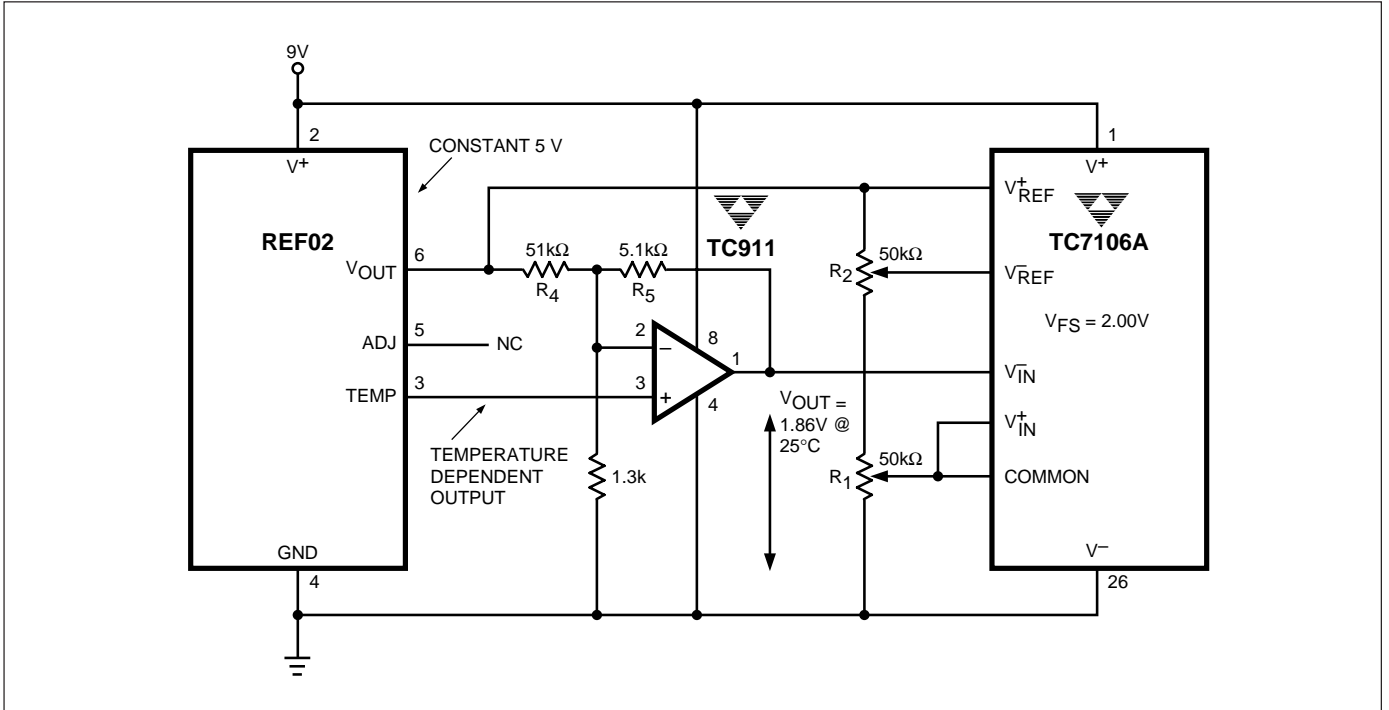 9V
2
V+
CONSTANT 5 V
REF02
VOUT
6
ADJ
5
NC
TEMP
3
TEMPERATURE
DEPENDENT
OUTPUT
GND
4
51kΩ
R4
5.1kΩ
R5
TC911
2
–
3
+
8
1
4
1.3k
VOUT =
1.86V @
25°C
50kΩ
R2
50kΩ
R1
1
V+
V+REF
TC7106A
V–REF
VFS = 2.00V
V–IN
V+IN
COMMON
V–
26